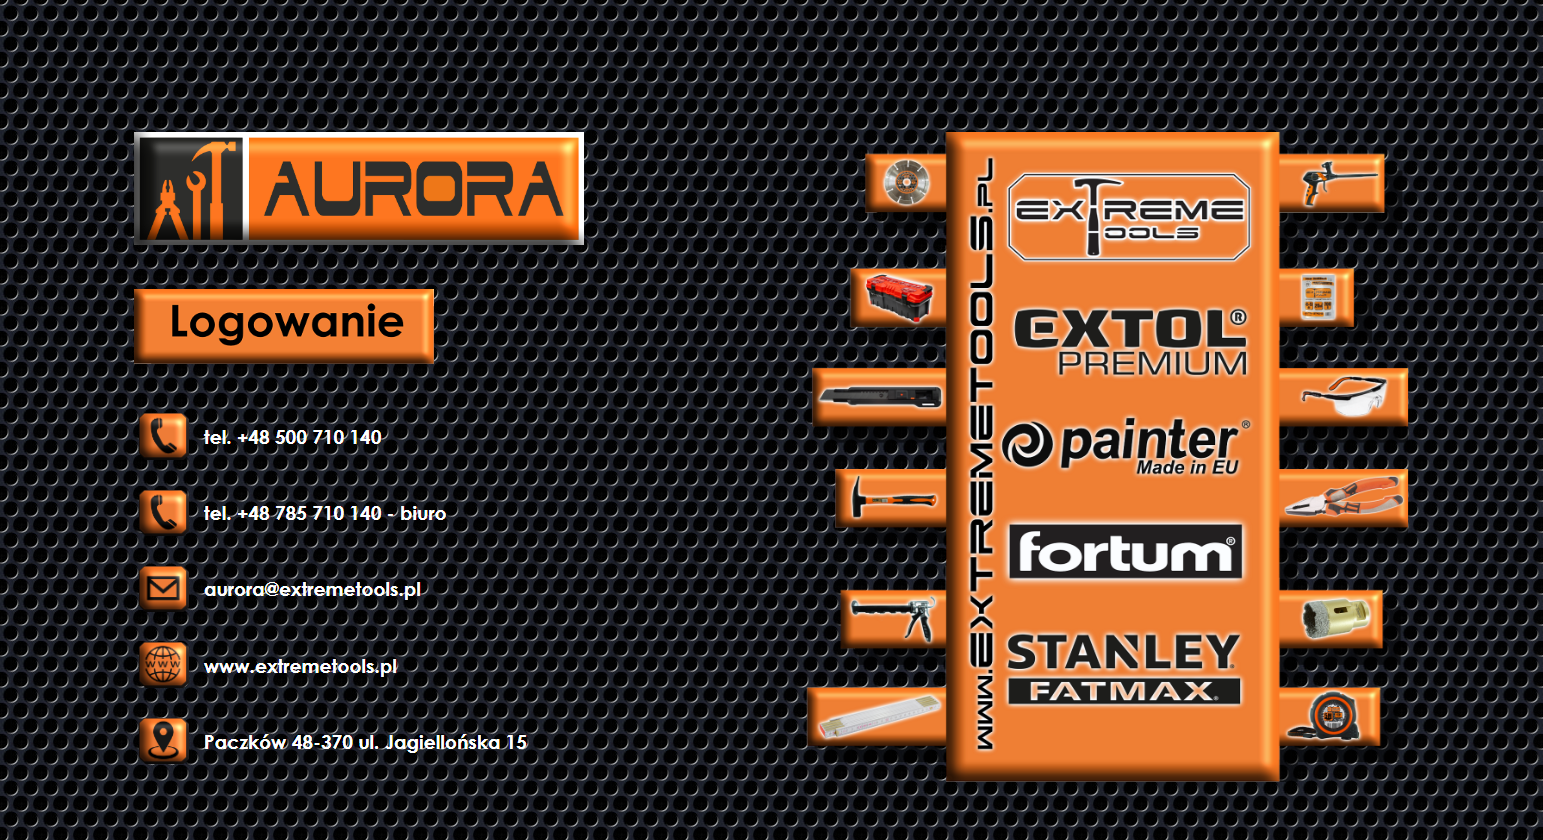 AURORA
Logowanie
tel. +48 500 710 140
tel. +48 785 710 140 - biuro
aurora@extremetools.pl
WWW
www.extremetools.pl
Paczków 48-370 ul. Jagiellońska 15
WWW.EXTREMETOOLS.PL
EXTREME
TOOLS
EXTOL®
PREMIUM
painter®
Made in EU
fortum®
STANLEY®
FATMAX®